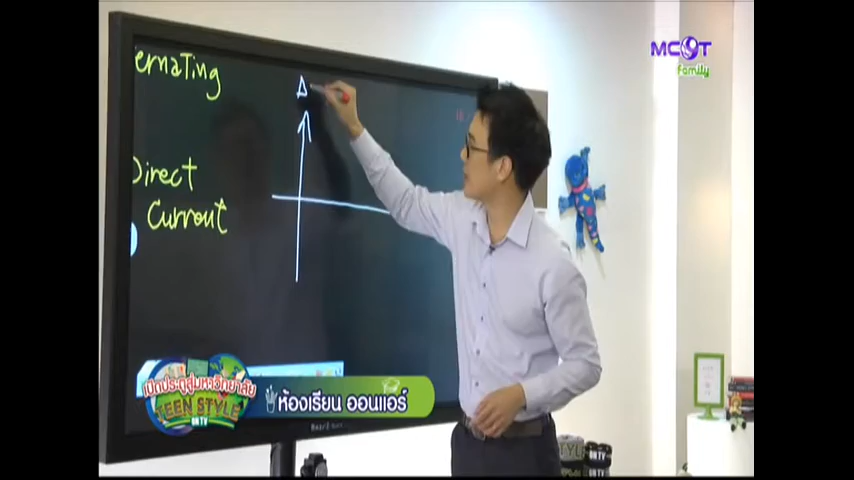 ernating
,
Direct
Current
MCOT
family
เปิดประตูสู่มหาวิทยาลัย
TEEN STYLE
ONTV
ห้องเรียน ออนแอร์